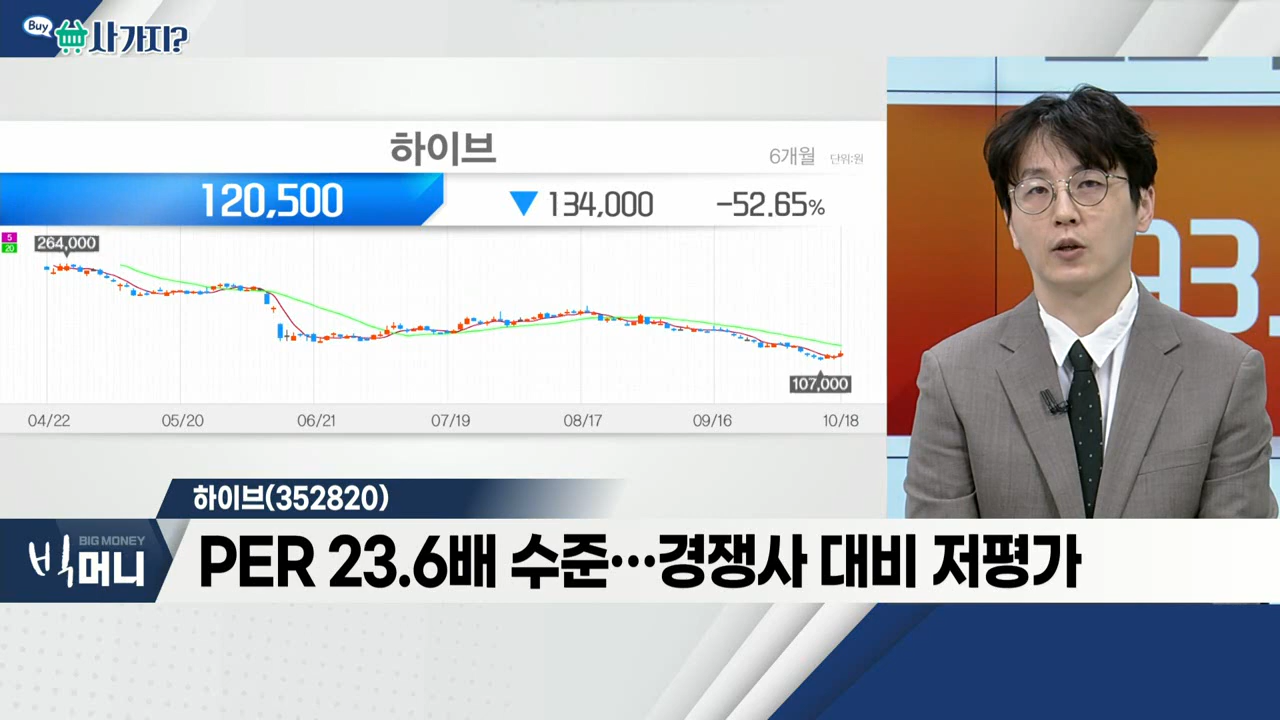 Buy
사 가지?
하이브
6개월 단위:원
120,500 ▼ 134,000 -52.65%
5
20
264,000
107,000
04/22 05/20 06/21 07/19 08/17 09/16 10/18
93.
하이브(352820)
BIG MONEY
빅머니
PER 23.6배 수준…경쟁사 대비 저평가